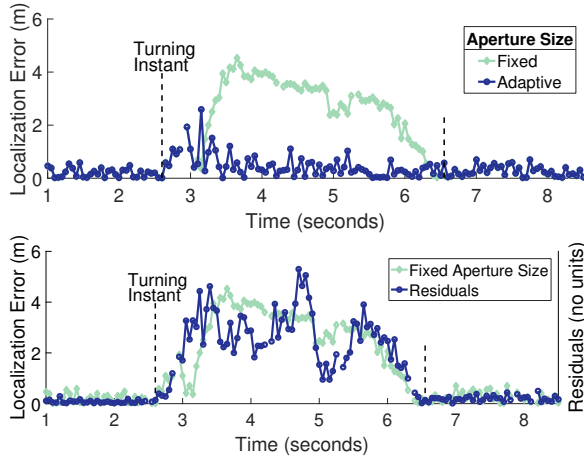 Localization Error (m)
6
4
2
0
Turning
Instant
Aperture Size
Fixed
Adaptive
1 2 3 4 5 6 7 8
Time (seconds)
Localization Error (m)
6
4
2
0
Turning
Instant
Fixed Aperture Size
Residuals
Residuals (no units)
1 2 3 4 5 6 7 8
Time (seconds)